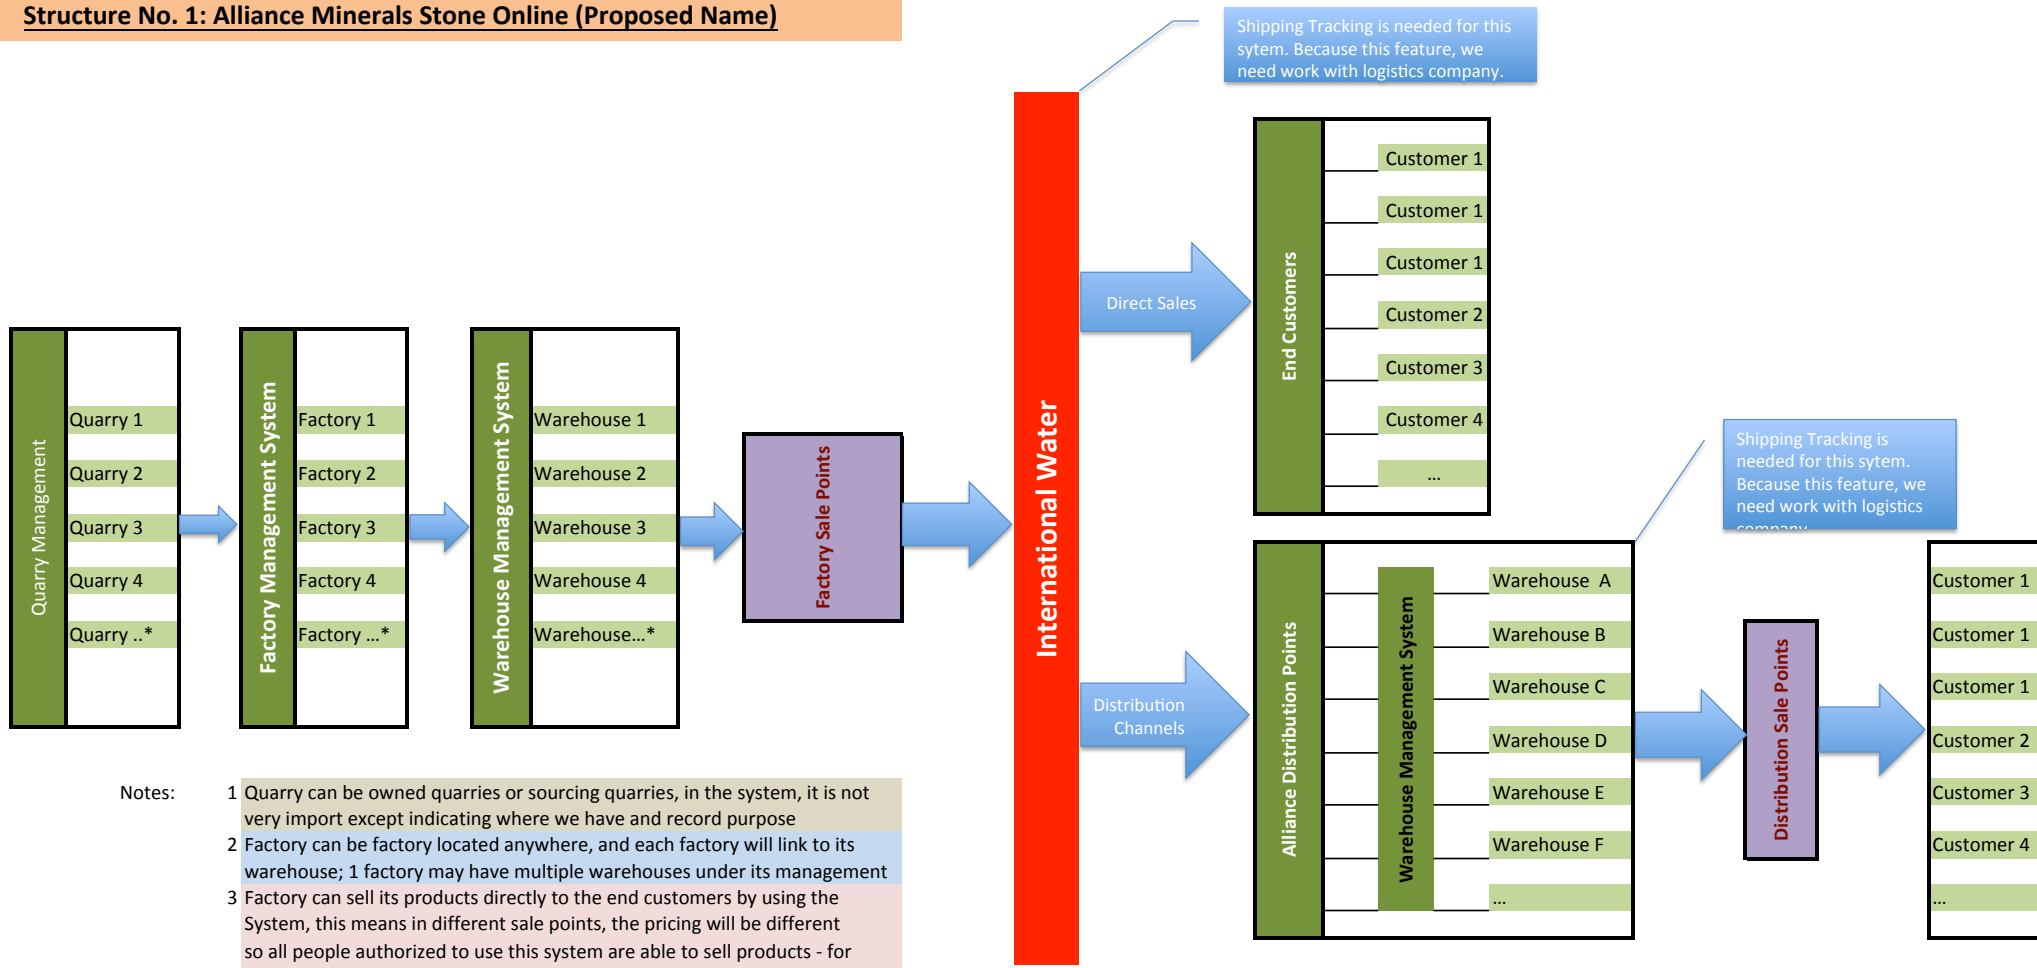 Structure No. 1: Alliance Minerals Stone Online (Proposed Name)
Shipping Tracking is needed for this
sytem. Because this feature, we
need work with logistics company.
Quarry Management
Quarry 1
Quarry 2
Quarry 3
Quarry 4
Quarry ..*
Factory Management System
Factory 1
Factory 2
Factory 3
Factory 4
Factory ...*
Warehouse Management System
Warehouse 1
Warehouse 2
Warehouse 3
Warehouse 4
Warehouse...*
Factory Sale Points
International Water
Direct Sales
End Customers
Customer 1
Customer 1
Customer 1
Customer 2
Customer 3
Customer 4
...
Distribution
Channels
Alliance Distribution Points
Warehouse Management System
Warehouse  A
Warehouse B
Warehouse C
Warehouse D
Warehouse E
Warehouse F
...
Shipping Tracking is
needed for this sytem.
Because this feature, we
need work with logistics
company.
Distribution Sale Points
Customer 1
Customer 1
Customer 1
Customer 2
Customer 3
Customer 4
...
Notes:
1 Quarry can be owned quarries or sourcing quarries, in the system, it is not
very import except indicating where we have and record purpose
2 Factory can be factory located anywhere, and each factory will link to its
warehouse; 1 factory may have multiple warehouses under its management
3 Factory can sell its products directly to the end customers by using the
System, this means in different sale points, the pricing will be different
so all people authorized to use this system are able to sell products - for